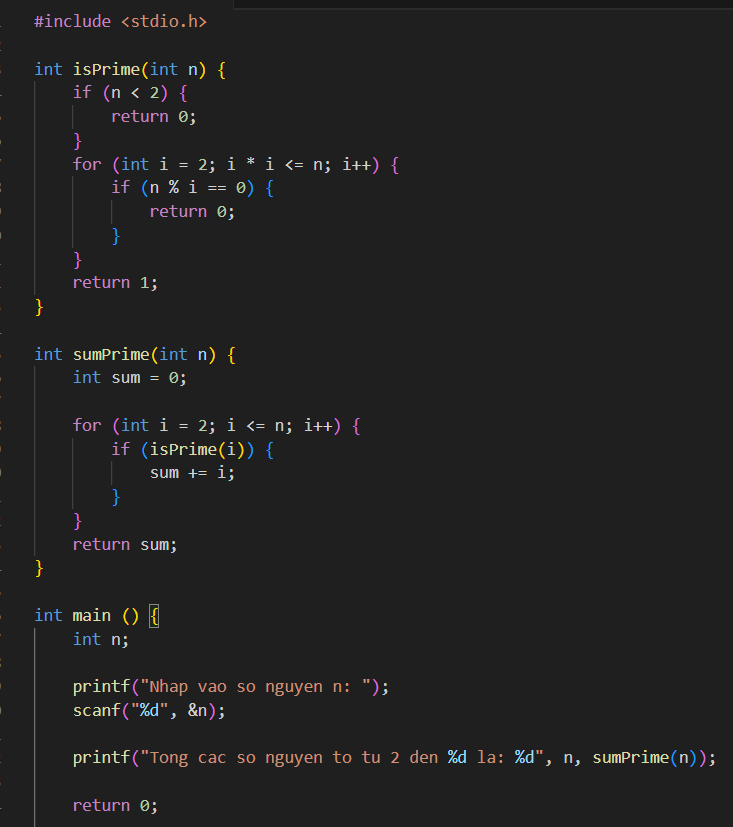 #include <stdio.h>
int isPrime(int n) {
if (n < 2) {
return 0;
}
for (int i = 2; i * i <= n; i++) {
if (n % i == 0) {
return 0;
}
}
return 1;
}
int sumPrime(int n) {
int sum = 0;
for (int i = 2; i <= n; i++) {
if (isPrime(i)) {
sum += i;
}
}
return sum;
}
int main () {
int n;
printf("Nhap vao so nguyen n: ");
scanf("%d", &n);
printf("Tong cac so nguyen to tu 2 den %d la: %d", n, sumPrime(n));
return 0;